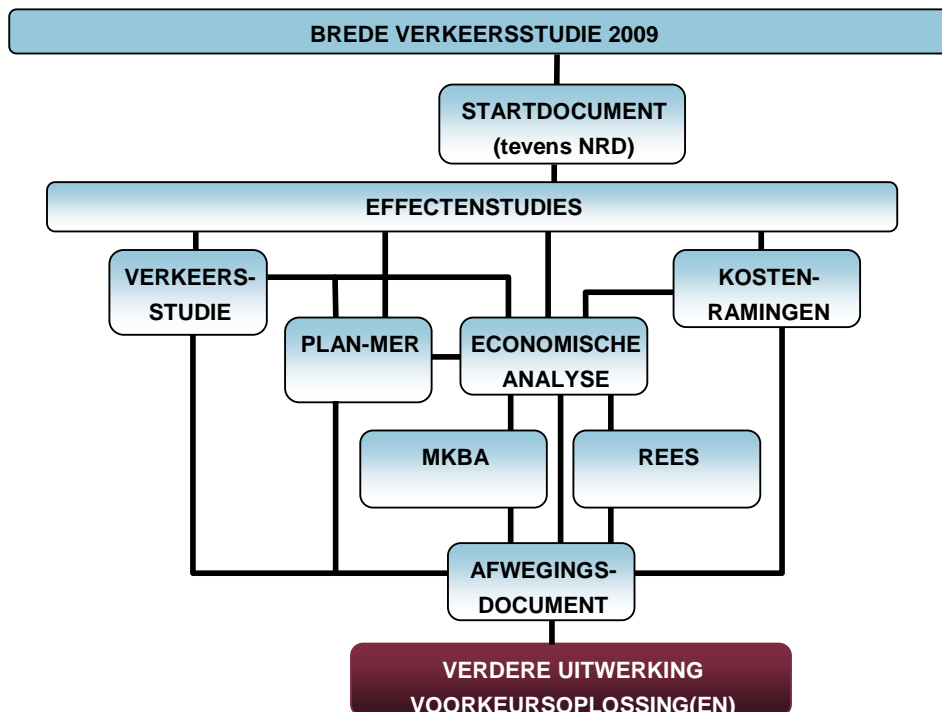 BREDE VERKEERSSTUDIE 2009
STARTDOCUMENT
(tevens NRD)
EFFECTENSTUDIES
VERKEERS-
STUDIE
KOSTEN-
RAMINGEN
PLAN-MER
ECONOMISCHE
ANALYSE
MKBA
REES
AFWEGINGS-
DOCUMENT
VERDERE UITWERKING
VOORKEURSOPLOSSING(EN)